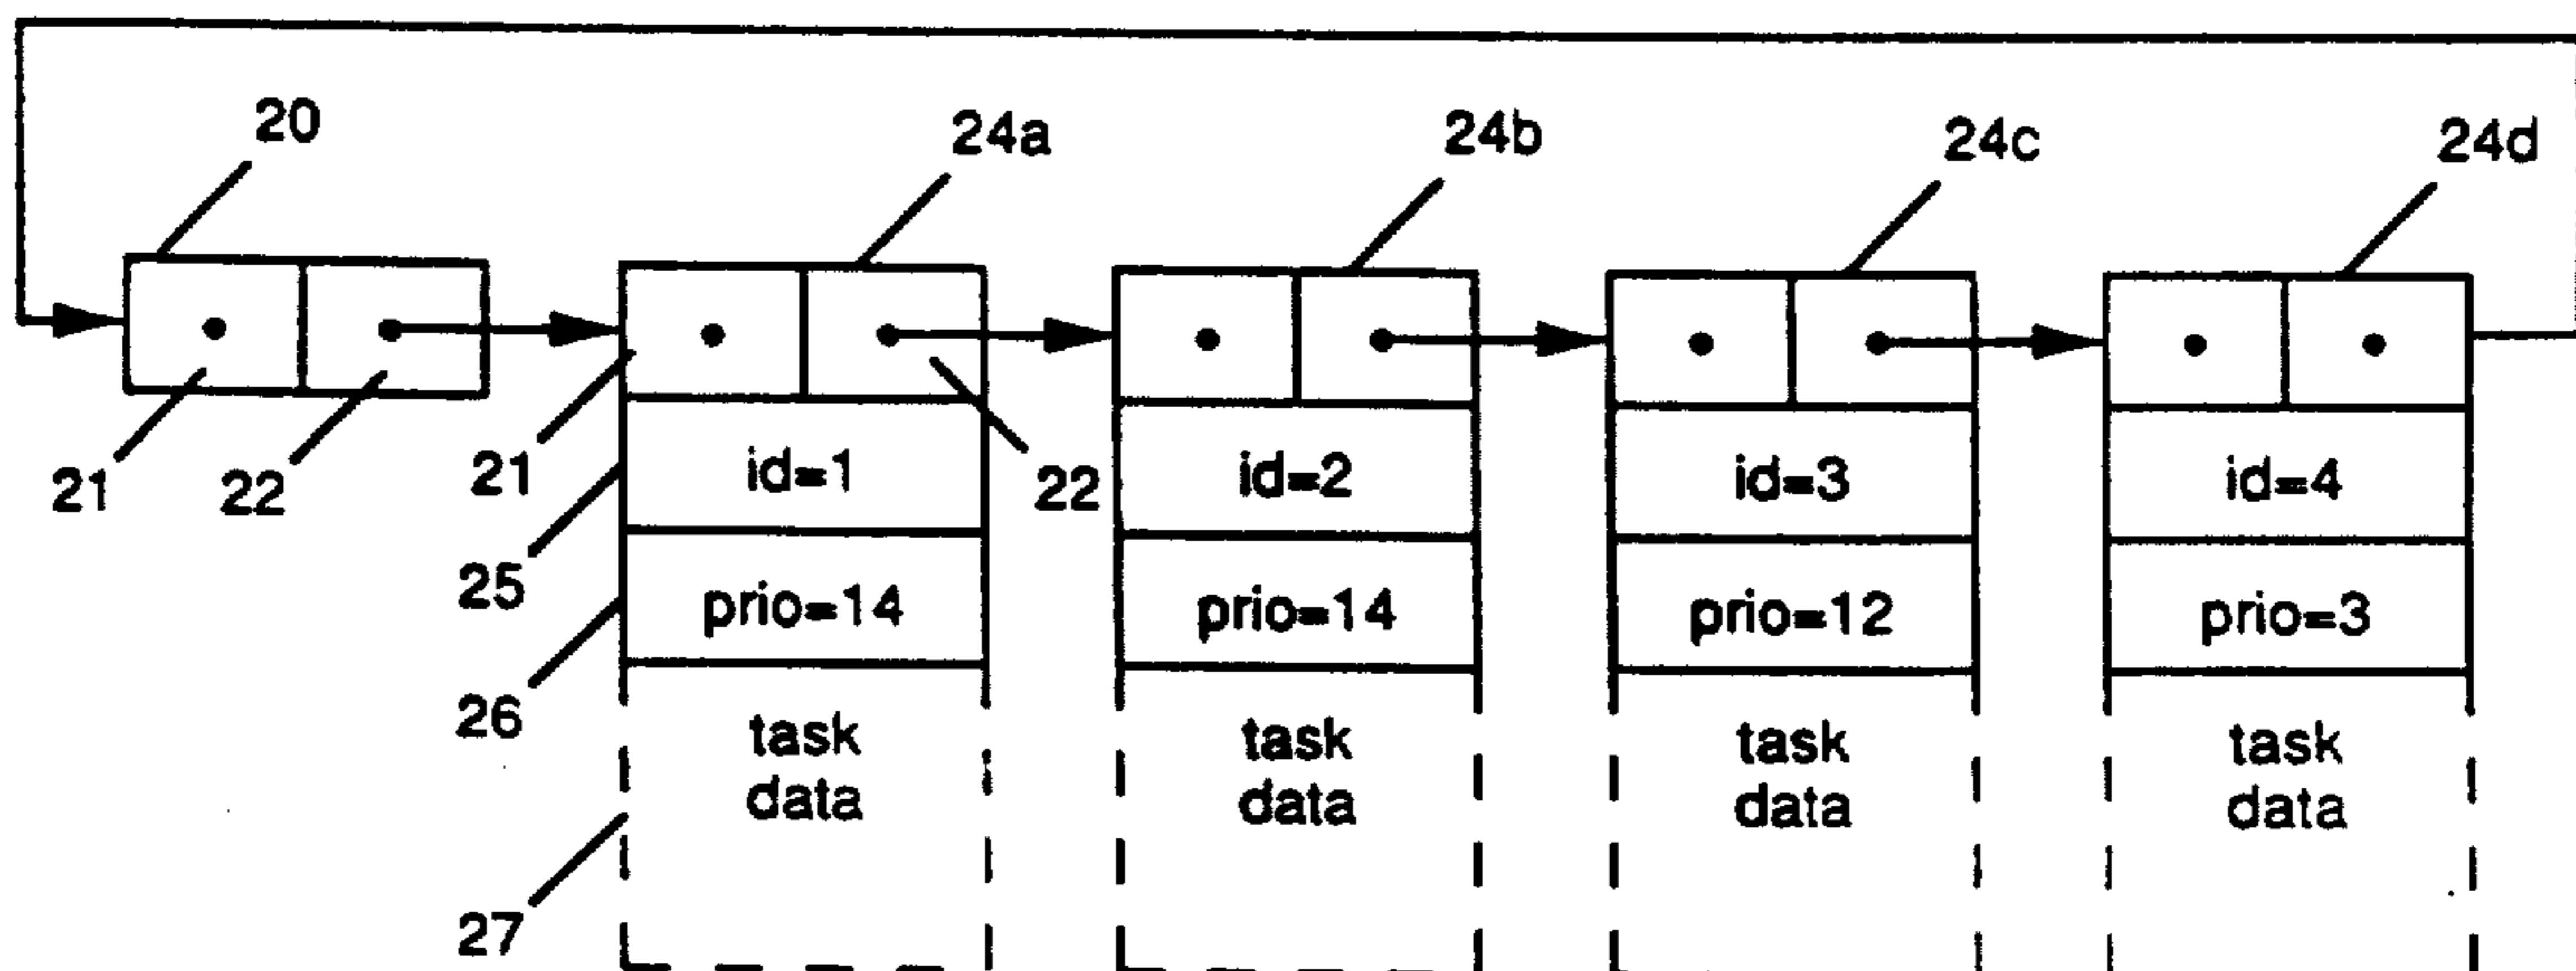 20
24a
24b
24c
24d
21
22
21
22
25
26
27
id=1
prio=14
task
data
id=2
prio=14
task
data
id=3
prio=12
task
data
id=4
prio=3
task
data